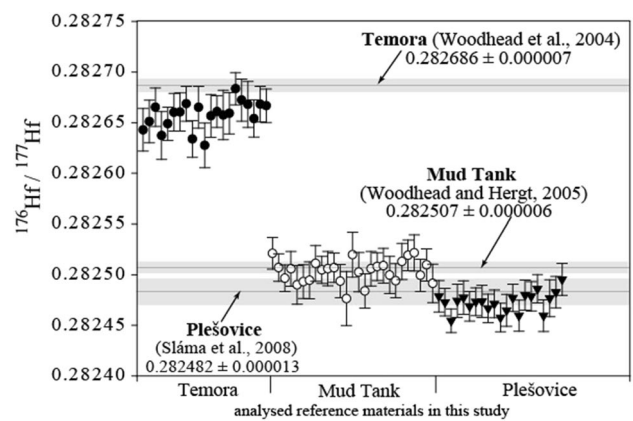 0.28275
0.28270
0.28265
0.28260
0.28255
0.28250
0.28245
0.28240
176Hf / 177Hf
Temora (Woodhead et al., 2004)
0.282686 ± 0.000007
Mud Tank
(Woodhead and Hergt, 2005)
0.282507 ± 0.000006
Plešovice
(Sláma et al., 2008)
0.282482 ± 0.000013
Temora Mud Tank Plešovice
analysed reference materials in this study